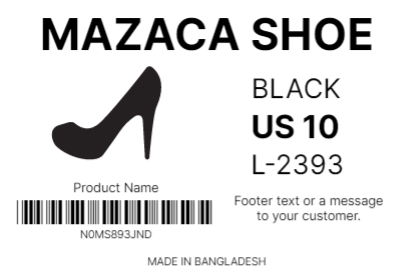 MAZACA SHOE
BLACK
US 10
L-2393
Product Name
Footer text or a message
to your customer.
N0MS893JND
MADE IN BANGLADESH